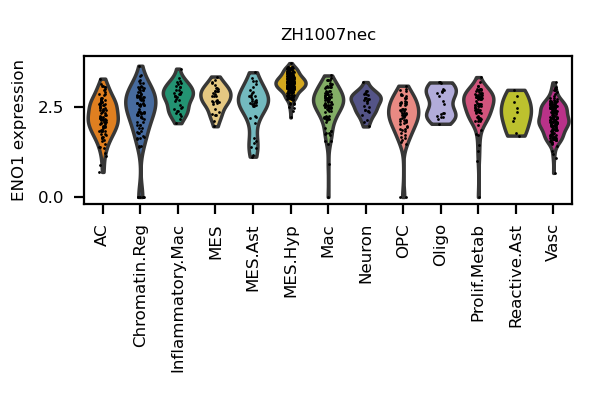 ZH1007nec
ENO1 expression
2.5
0.0
AC
Chromatin.Reg
Inflammatory.Mac
MES
MES.Ast
MES.Hyp
Mac
Neuron
OPC
Oligo
Prolif.Metab
Reactive.Ast
Vasc